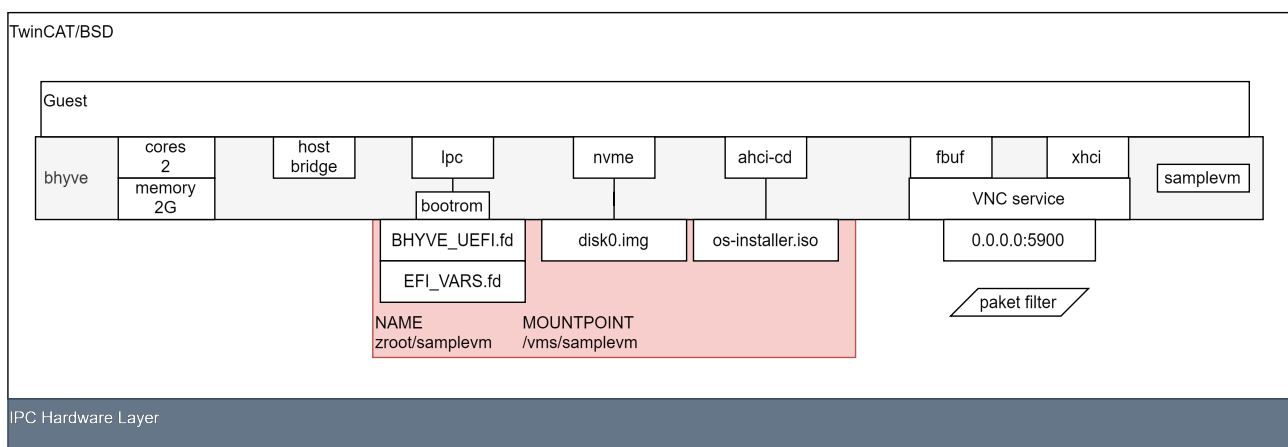 TwinCAT/BSD
Guest
bhyve
cores
2
memory
2G
host
bridge
lpc
bootrom
nvme
ahci-cd
fbuf
xhci
VNC service
samplevm
BHYVE_UEFI.fd
EFI_VARS.fd
disk0.img
os-installer.iso
0.0.0.0:5900
paket filter
NAME MOUNTPOINT
zroot/samplevm /vms/samplevm
IPC Hardware Layer